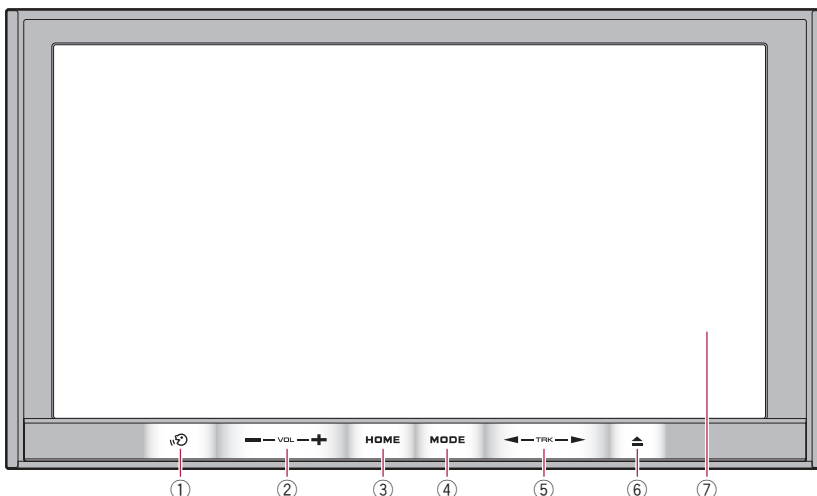 — VOL — + HOME MODE ◄ — TRK — ►
① ② ③ ④ ⑤ ⑥ ⑦